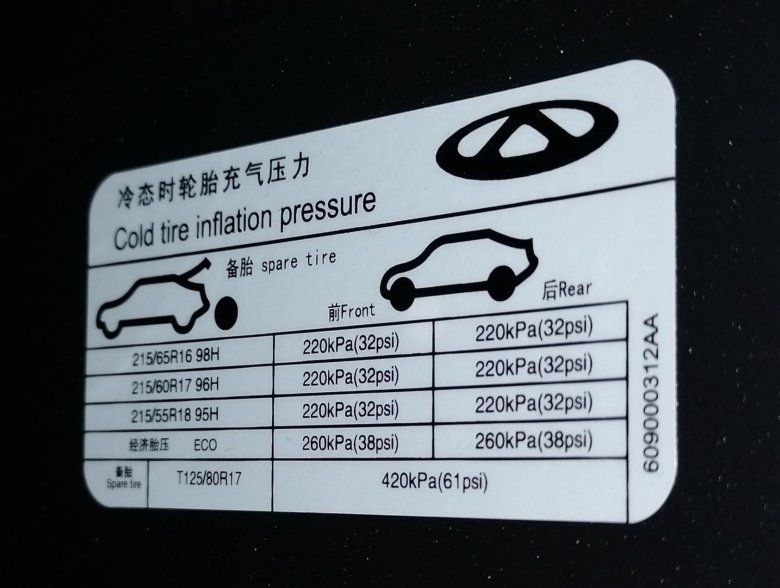 冷态时轮胎充气压力
Cold tire inflation pressure
备胎 spare tire
前Front 后Rear
215/65R16 98H 220kPa(32psi) 220kPa(32psi)
215/60R17 96H 220kPa(32psi) 220kPa(32psi)
215/55R18 95H 220kPa(32psi) 220kPa(32psi)
经济胎压 ECO 260kPa(38psi) 260kPa(38psi)
备胎
Spare tire T125/80R17 420kPa(61psi)
609000312AA